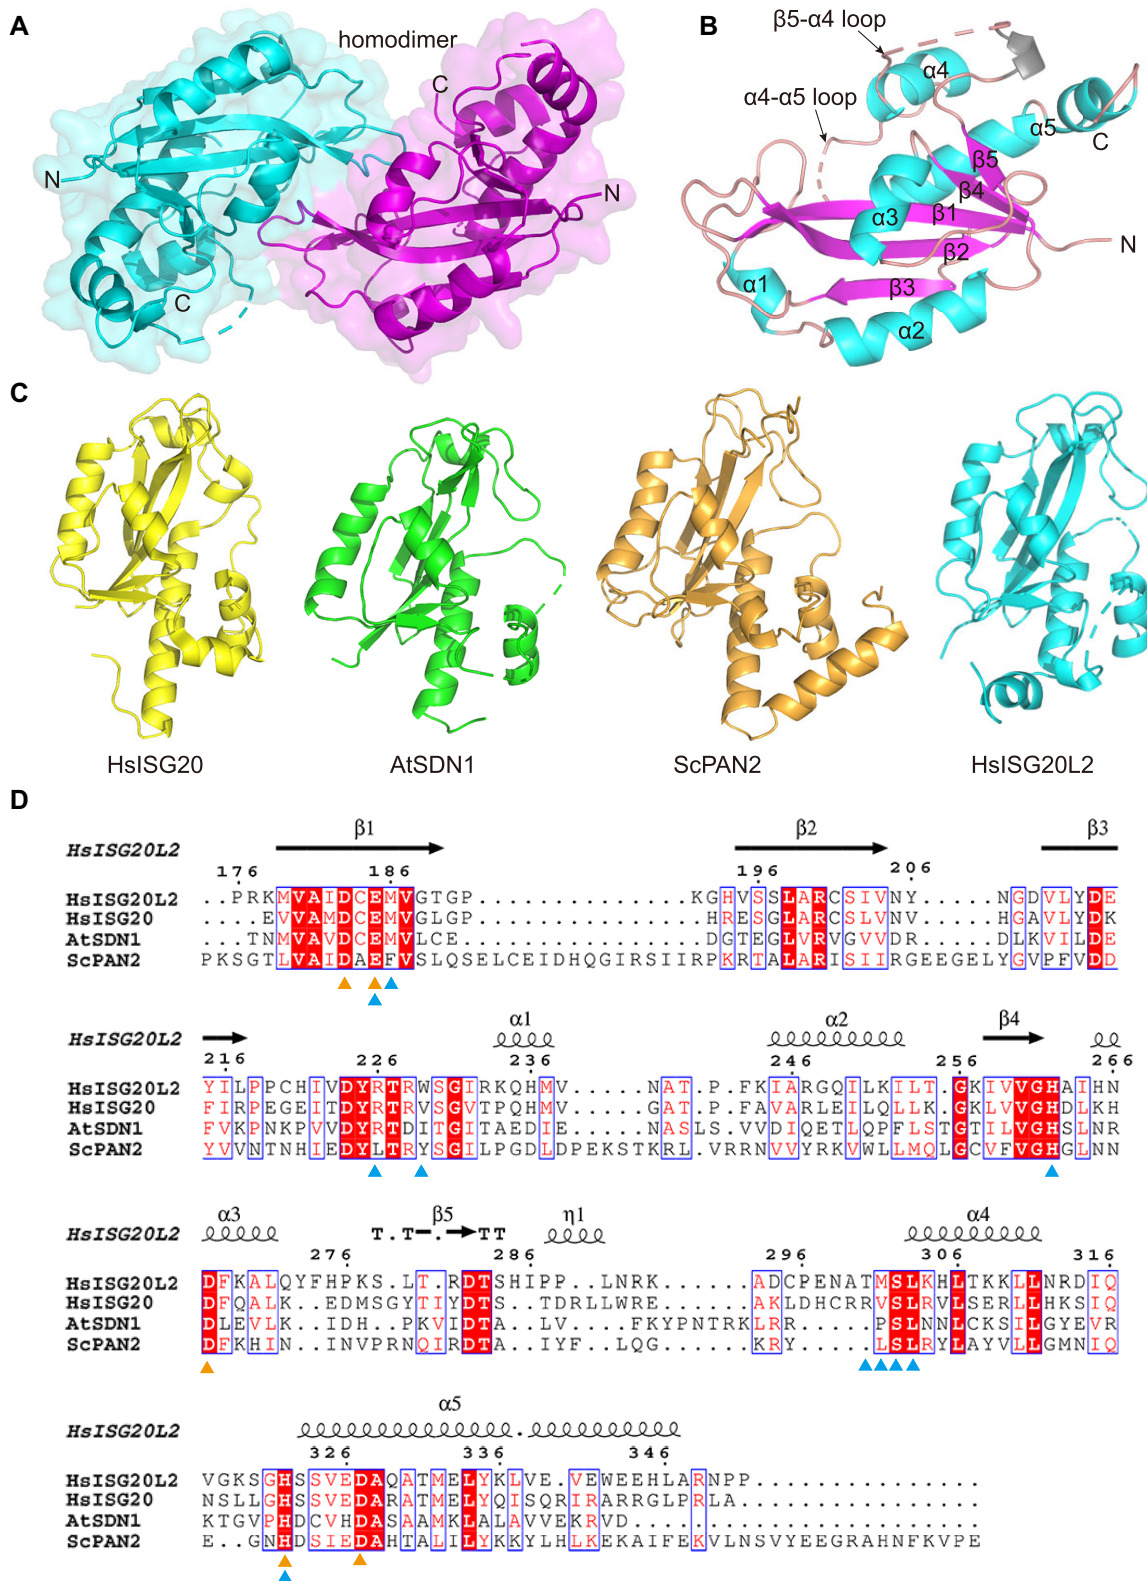 A
homodimer
C
N
N
C
B
β5-α4 loop
α4
α4-α5 loop
α5
C
β5
β4
α3
β1
N
β2
α1
β3
α2
C
HsISG20
AtSDN1
ScPAN2
HsISG20L2
D
β1 β2 β3
HsISG20L2
176 186 196 206
HsISG20L2 ..PRKMVAIDCEMVGTGP..............KGHVSSLARCSIVNY.....NGDVLYDE
HsISG20 ....EVVAMDCEMVGLGP...............HRESGLARCSLVNV.....HGAVLYDK
AtSDN1 ...TNMVAVDCEMVLCE................DGTEGLVRVGVVDR.....DLKVILDE
ScPAN2 PKSGTLVAIDAEFVSLQSELCEIDHQGIRSIIRPKRTALARISIIRGEEGELYGVPFVDD
α1 α2 β4
HsISG20L2
216 226 236 246 256 266
HsISG20L2 YILPPCHIVDYRTRWSGIRKQHMV.....NAT.P.FKIARGQILKILT.GKIVVGHAIHN
HsISG20 FIRPEGEITDYRTRVSGVTPQHMV.....GAT.P.FAVARLEILQLLK.GKLVVGHDLKH
AtSDN1 FVKPNKPVVDYRTDITGITAEDIE.....NASLS.VVDIQETLQPFLSTGTILVGHSLNR
ScPAN2 YVVNTNHIEDYLTRYSGILPGDLDPEKSTKRL.VRRNVVYRKVWLLMQLGCVFVGHGLNN
α3 β5 η1 α4
HsISG20L2 T.T . TT
276 286 296 306 316
HsISG20L2 DFKALQYFHPKS.LT.RDTSHIPP..LNRK......ADCPENATMSLKHLTKKLLNRDIQ
HsISG20 DFQALK..EDMSGYTIYDTS..TDRLLWRE......AKLDHCRRVSLRVLSERLLHKSIQ
AtSDN1 DLEVLK...IDH..PKVIDTA..LV....FKYPNTRKLRR.....PSLNNLCKSILGYEVR
ScPAN2 DFKHIN...INVPRNQIRDTA..IYF..LQG.....KRY......LSLRYLAYVLLGMNIQ
α5
HsISG20L2 .
326 336 346
HsISG20L2 VGKSGHSSVEDAQATMELYKLVE.VEWEEHLARNPP...............
HsISG20 NSLLGHSSVEDARATMELYQISQRIRARRGLPRLA................
AtSDN1 KTGVPHDCVHDASAAMKLALAVVEKRVD.......................
ScPAN2 E..GNHDSIEDAHTALILYKKYLHLKEKAIFEKVLNSVYEEGRAHNFKVPE